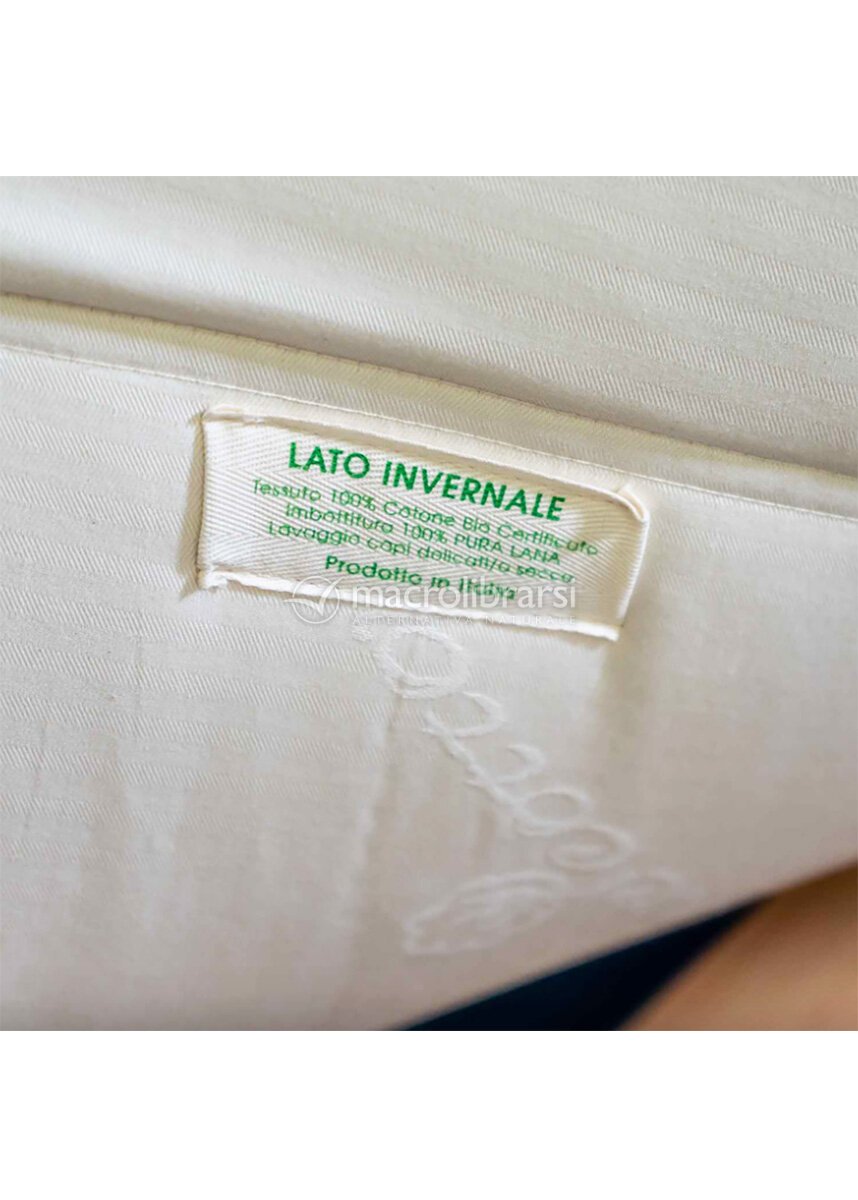 LATO INVERNALE
Tessuto 100% Cotone Bio Certificato
Imbottitura 100% PURA LANA
Lavaggio capi delicati/a secco
Prodotto in Italia
macrolibrarsi
ALTERNATIVA NATURALE